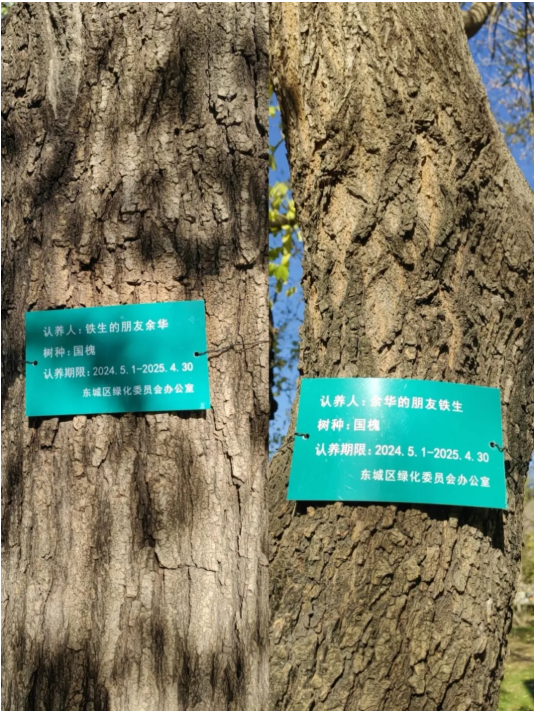 认养人：铁生的朋友余华
树种：国槐
认养期限：2024.5.1-2025.4.30
东城区绿化委员会办公室
认养人：余华的朋友铁生
树种：国槐
认养期限：2024.5.1-2025.4.30
东城区绿化委员会办公室